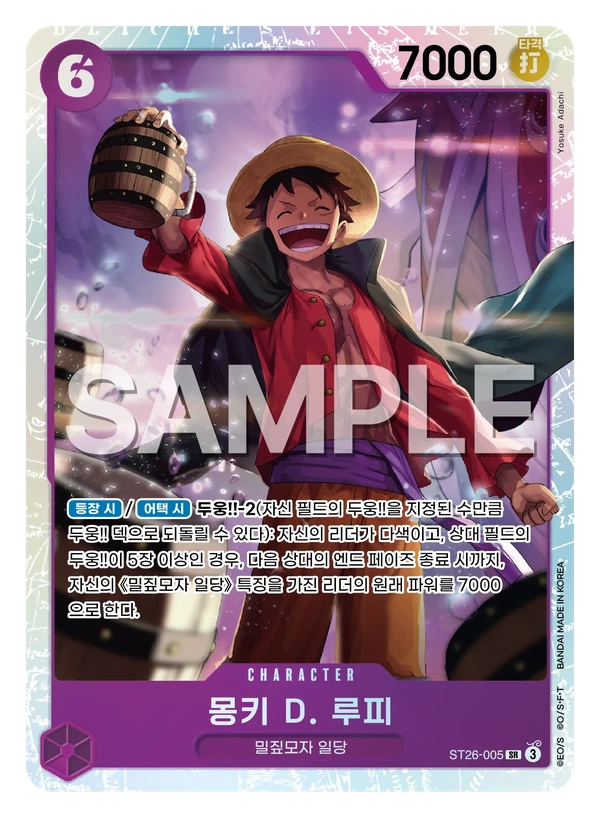 6
7000
타격
打
Yosuke Adachi
SAMPLE
등장 시 / 어택 시 두웅!!-2(자신 필드의 두웅!!을 지정된 수만큼
두웅!! 덱으로 되돌릴 수 있다): 자신의 리더가 다색이고, 상대 필드의
두웅!!이 5장 이상인 경우, 다음 상대의 엔드 페이즈 종료 시까지,
자신의 《밀짚모자 일당》 특징을 가진 리더의 원래 파워를 7000
으로 한다.
CHARACTER
몽키 D. 루피
밀짚모자 일당
ST26-005 SR 3
©E/S ©O/S·F·T BANDAI MADE IN KOREA